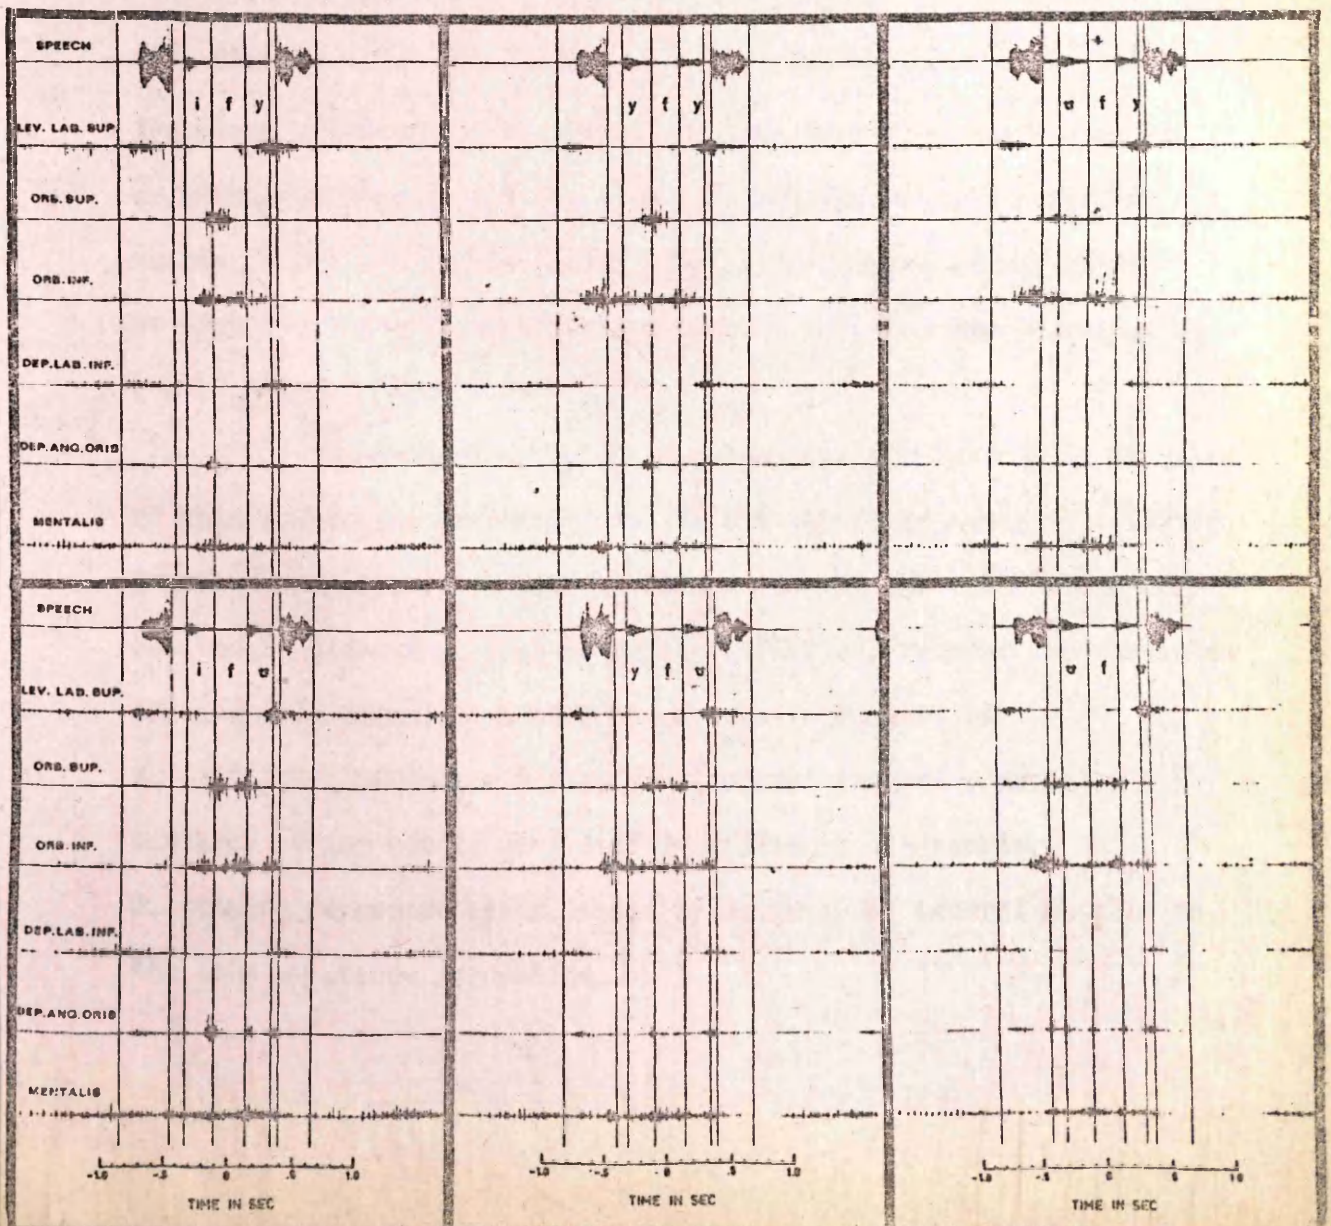 SPEECH
i f y
y f y
ʊ f y
LEV. LAB. SUP.
ORB. SUP.
ORB. INF.
DEP. LAB. INF.
DEP. ANG. ORIS
MENTALIS
SPEECH
i f ʊ
y f ʊ
ʊ f ʊ
LEV. LAB. SUP.
ORB. SUP.
ORB. INF.
DEP. LAB. INF.
DEP. ANG. ORIS
MENTALIS
-1.0 -.5 0 .5 1.0
-1.0 -.5 0 .5 1.0
-1.0 -.5 0 .5 1.0
TIME IN SEC
TIME IN SEC
TIME IN SEC